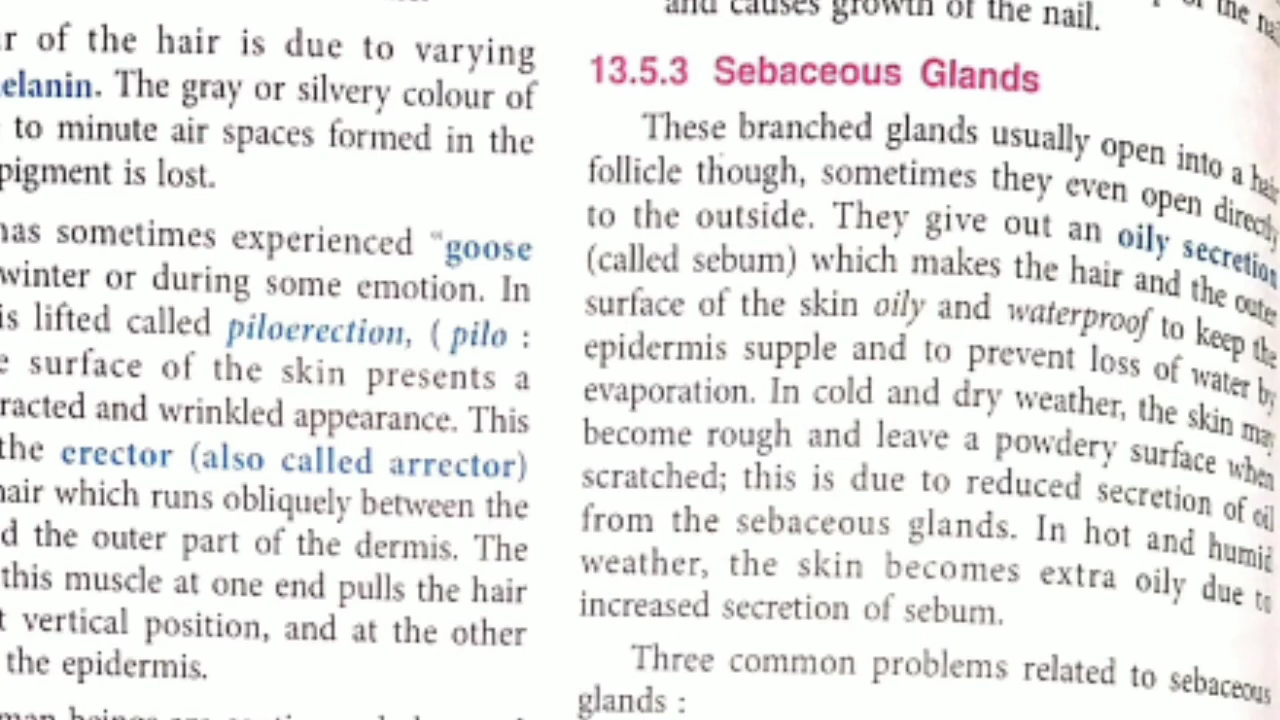 r of the hair is due to varying
elanin. The gray or silvery colour of
to minute air spaces formed in the
pigment is lost.
has sometimes experienced "goose
winter or during some emotion. In
is lifted called piloerection, ( pilo :
e surface of the skin presents a
racted and wrinkled appearance. This
the erector (also called arrector)
hair which runs obliquely between the
d the outer part of the dermis. The
this muscle at one end pulls the hair
t vertical position, and at the other
the epidermis.
and causes growth of the nail.
13.5.3 Sebaceous Glands
These branched glands usually open into a hair
follicle though, sometimes they even open directly
to the outside. They give out an oily secretion
(called sebum) which makes the hair and the outer
surface of the skin oily and waterproof to keep the
epidermis supple and to prevent loss of water by
evaporation. In cold and dry weather, the skin may
become rough and leave a powdery surface when
scratched; this is due to reduced secretion of oil
from the sebaceous glands. In hot and humid
weather, the skin becomes extra oily due to
increased secretion of sebum.
Three common problems related to sebaceous
glands :